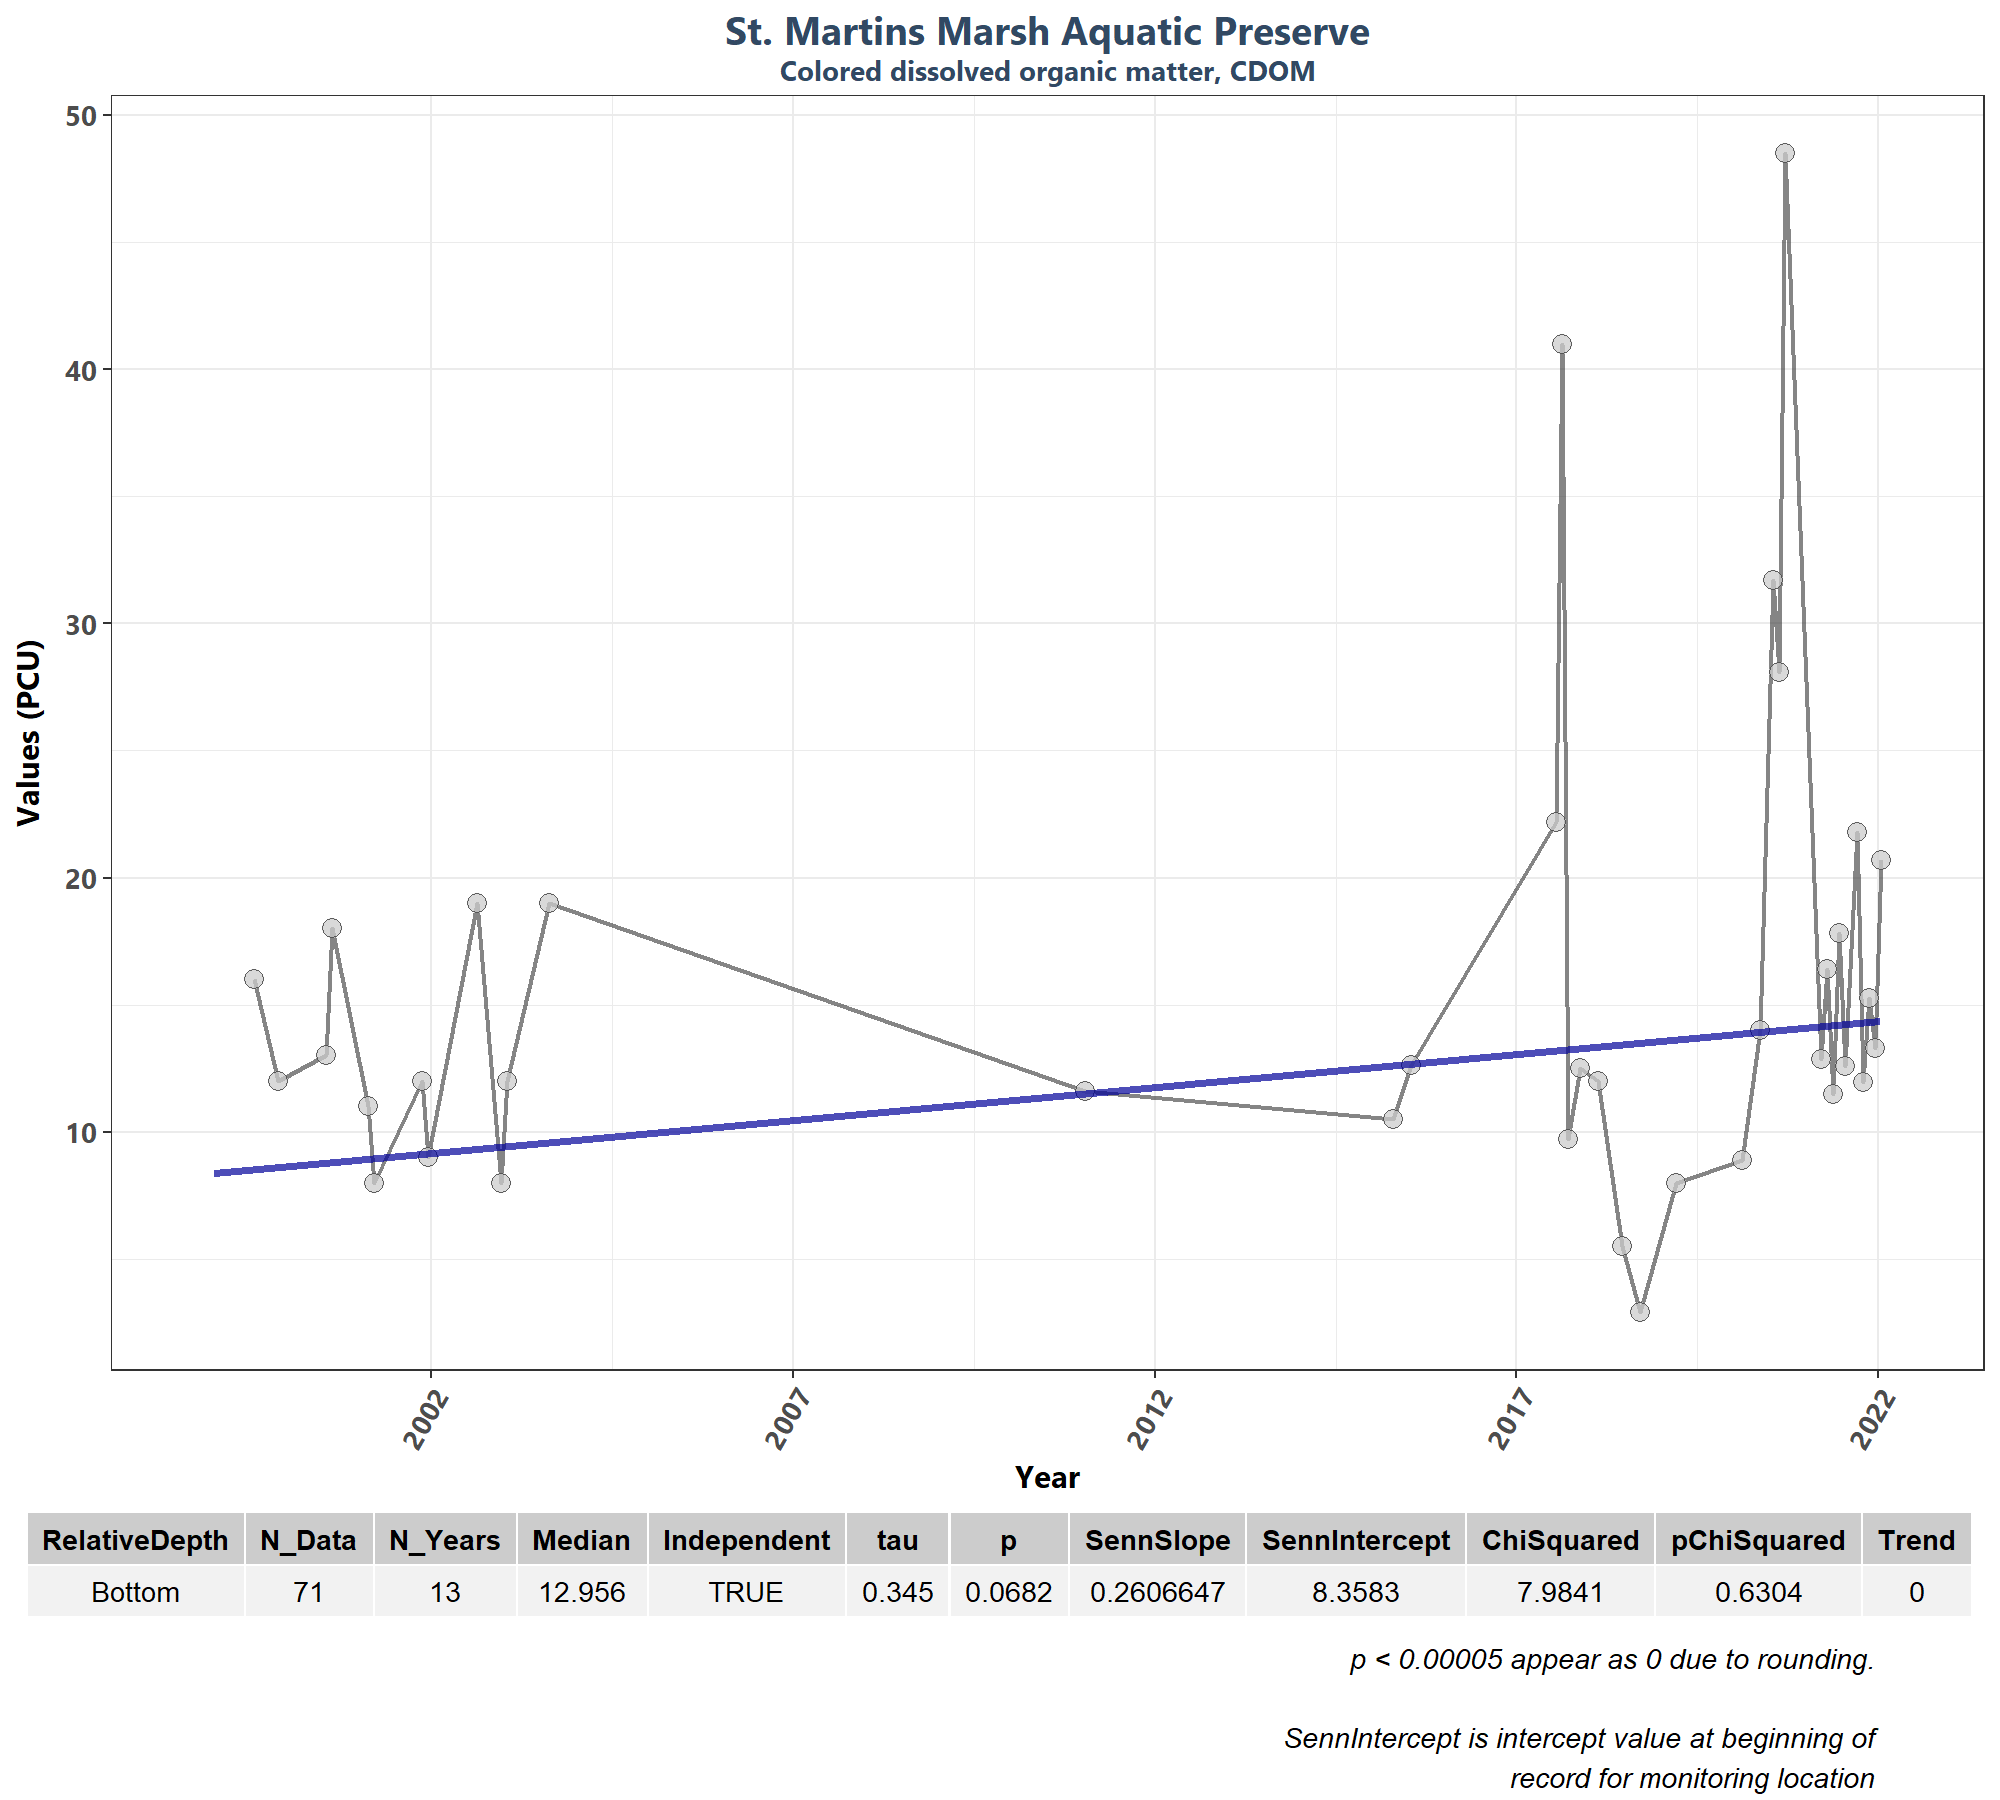 St. Martins Marsh Aquatic Preserve
Colored dissolved organic matter, CDOM
50
40
30
20
10
Values (PCU)
2002 2007 2012 2017 2022
Year
RelativeDepth N_Data N_Years Median Independent tau p SennSlope SennIntercept ChiSquared pChiSquared Trend
Bottom 71 13 12.956 TRUE 0.345 0.0682 0.2606647 8.3583 7.9841 0.6304 0
p < 0.00005 appear as 0 due to rounding.
SennIntercept is intercept value at beginning of
record for monitoring location